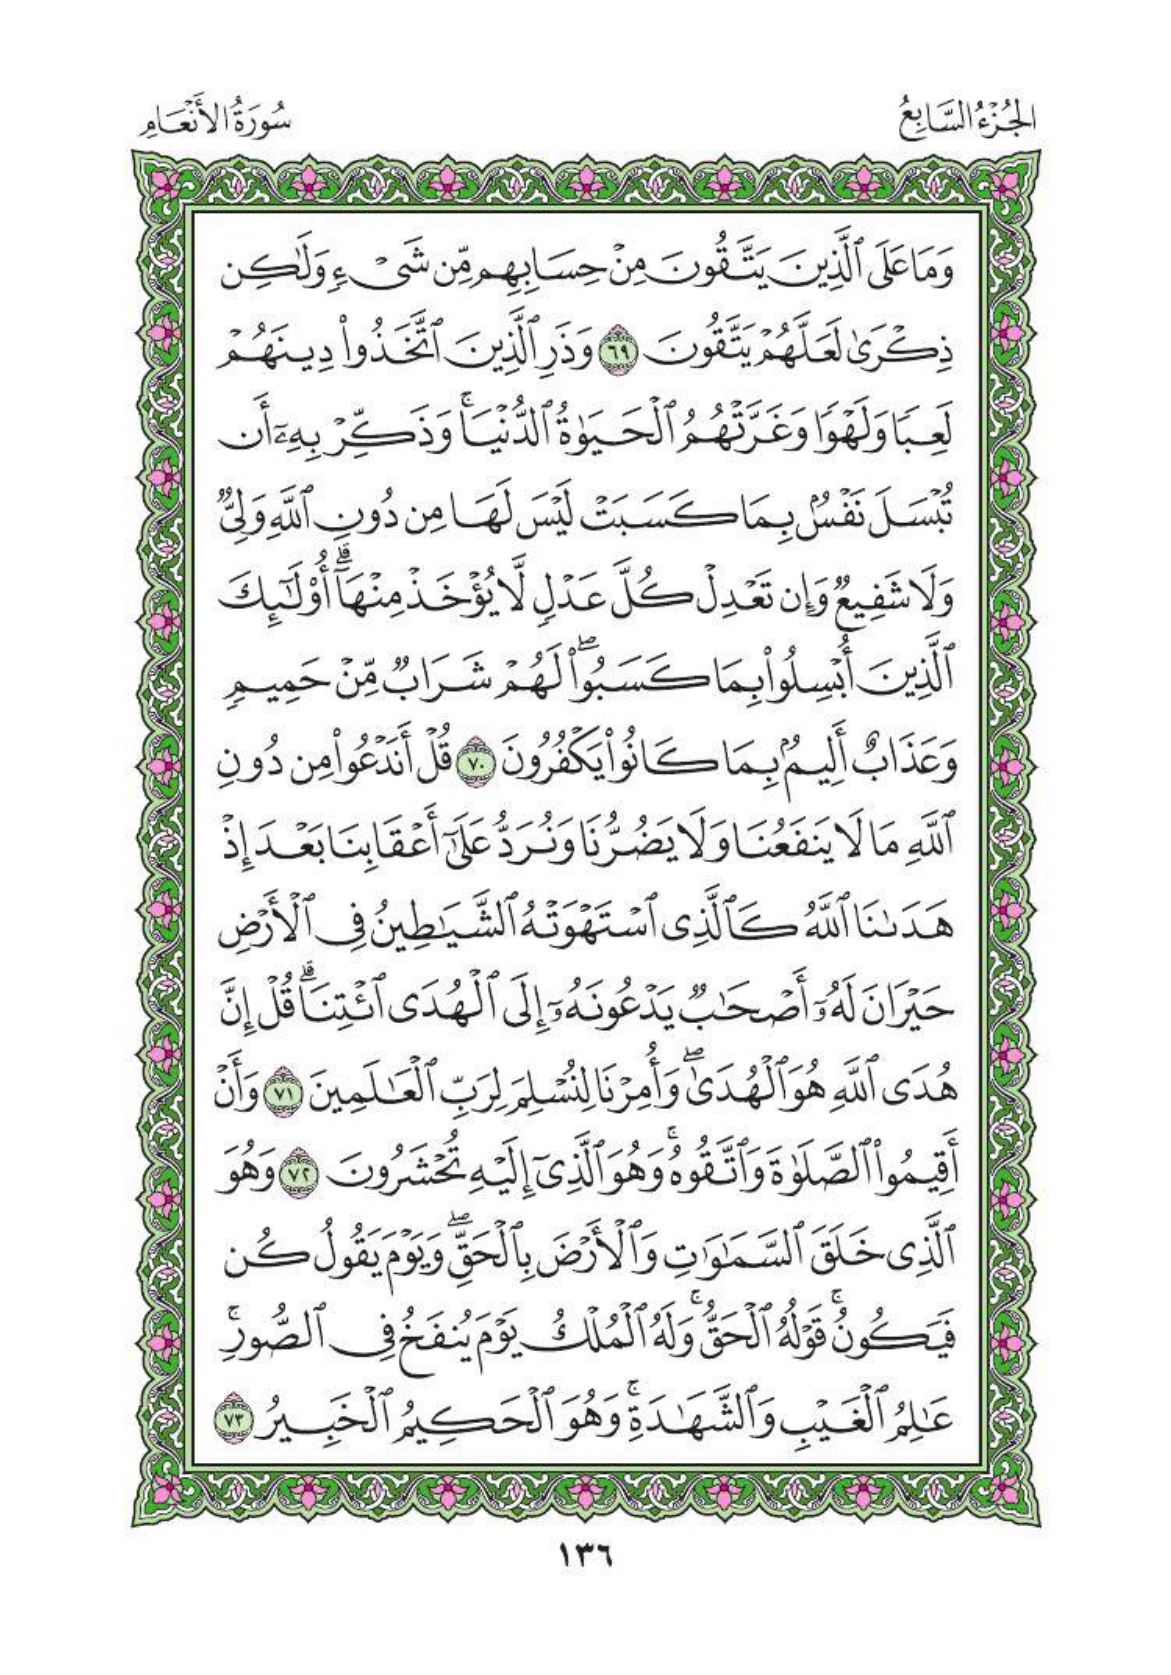 الجُزْءُ السَّابِعُ
سُورَةُ الأَنْعَامِ
وَمَا عَلَى ٱلَّذِينَ يَتَّقُونَ مِنْ حِسَابِهِم مِّن شَىْءٍ وَلَٰكِن
ذِكْرَىٰ لَعَلَّهُمْ يَتَّقُونَ ٦٩ وَذَرِ ٱلَّذِينَ ٱتَّخَذُوا۟ دِينَهُمْ
لَعِبًا وَلَهْوًا وَغَرَّتْهُمُ ٱلْحَيَوٰةُ ٱلدُّنْيَا ۚ وَذَكِّرْ بِهِۦٓ أَن
تُبْسَلَ نَفْسٌۢ بِمَا كَسَبَتْ لَيْسَ لَهَا مِن دُونِ ٱللَّهِ وَلِىٌّ
وَلَا شَفِيعٌ وَإِن تَعْدِلْ كُلَّ عَدْلٍ لَّا يُؤْخَذْ مِنْهَآ ۗ أُو۟لَٰٓئِكَ
ٱلَّذِينَ أُبْسِلُوا۟ بِمَا كَسَبُوا۟ ۖ لَهُمْ شَرَابٌ مِّنْ حَمِيمٍ
وَعَذَابٌ أَلِيمٌۢ بِمَا كَانُوا۟ يَكْفُرُونَ ٧٠ قُلْ أَنَدْعُوا۟ مِن دُونِ
ٱللَّهِ مَا لَا يَنفَعُنَا وَلَا يَضُرُّنَا وَنُرَدُّ عَلَىٰٓ أَعْقَابِنَا بَعْدَ إِذْ
هَدَىٰنَا ٱللَّهُ كَٱلَّذِى ٱسْتَهْوَتْهُ ٱلشَّيَٰطِينُ فِى ٱلْأَرْضِ
حَيْرَانَ لَهُۥٓ أَصْحَٰبٌ يَدْعُونَهُۥٓ إِلَى ٱلْهُدَى ٱئْتِنَا ۗ قُلْ إِنَّ
هُدَى ٱللَّهِ هُوَ ٱلْهُدَىٰ ۖ وَأُمِرْنَا لِنُسْلِمَ لِرَبِّ ٱلْعَٰلَمِينَ ٧١ وَأَنْ
أَقِيمُوا۟ ٱلصَّلَوٰةَ وَٱتَّقُوهُ ۚ وَهُوَ ٱلَّذِىٓ إِلَيْهِ تُحْشَرُونَ ٧٢ وَهُوَ
ٱلَّذِى خَلَقَ ٱلسَّمَٰوَٰتِ وَٱلْأَرْضَ بِٱلْحَقِّ ۖ وَيَوْمَ يَقُولُ كُن
فَيَكُونُ ۚ قَوْلُهُ ٱلْحَقُّ ۚ وَلَهُ ٱلْمُلْكُ يَوْمَ يُنفَخُ فِى ٱلصُّورِ ۚ
عَٰلِمُ ٱلْغَيْبِ وَٱلشَّهَٰدَةِ ۚ وَهُوَ ٱلْحَكِيمُ ٱلْخَبِيرُ ٧٣
١٣٦